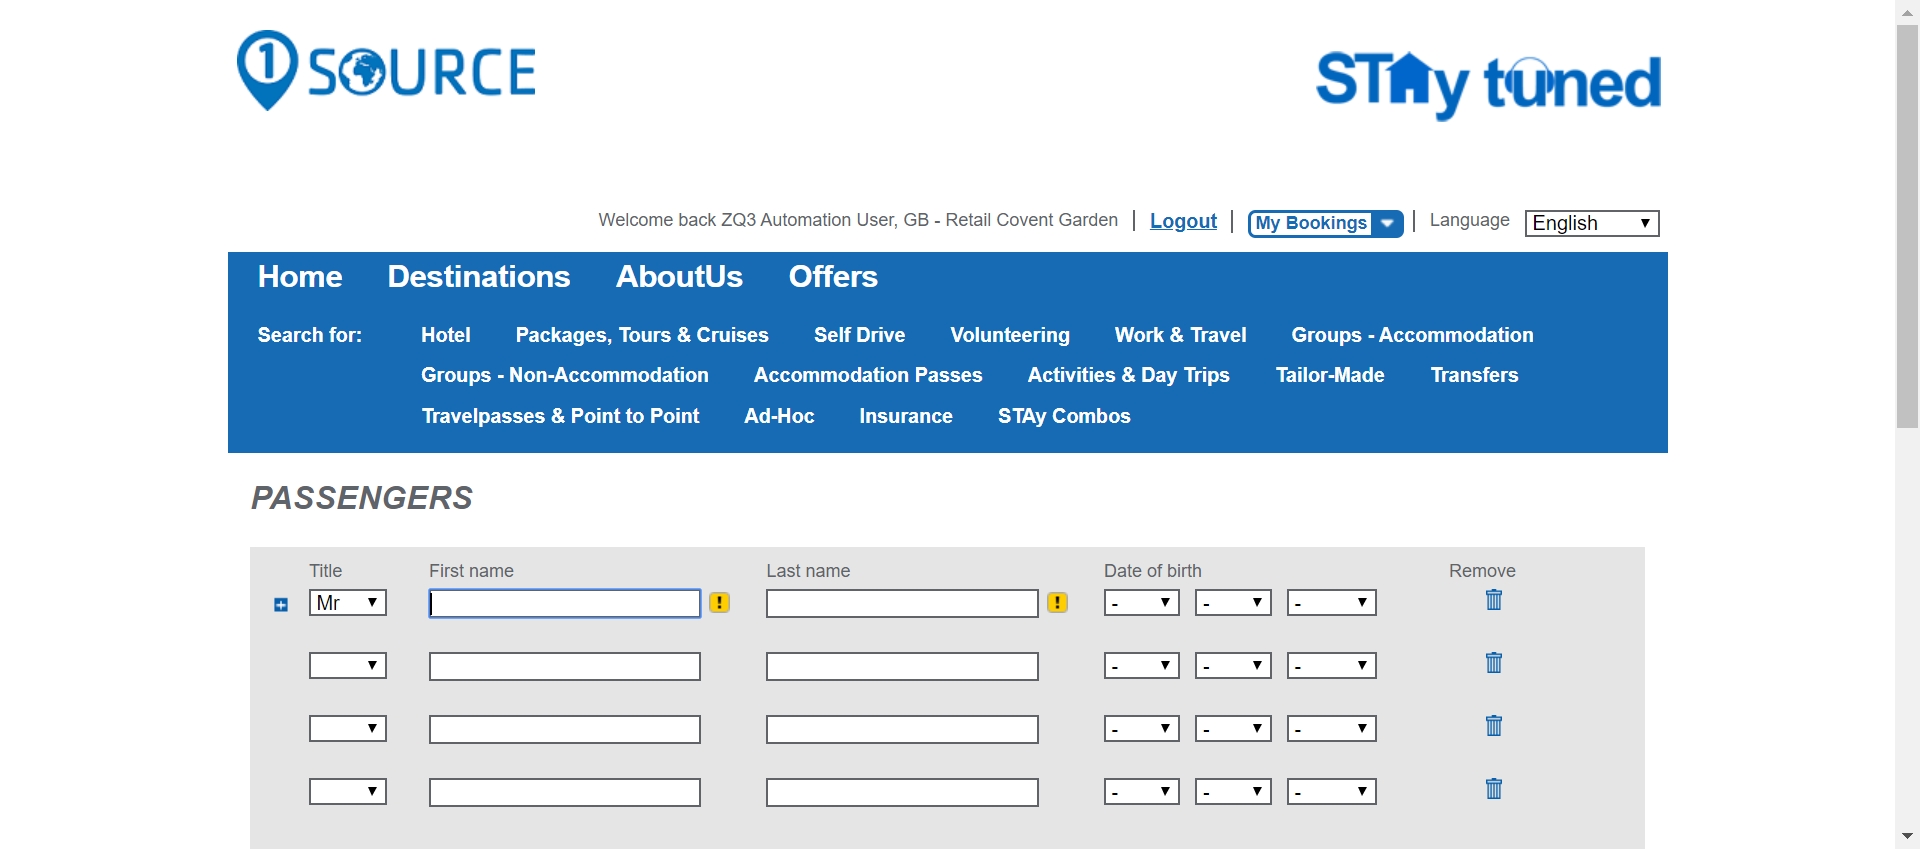 1 SOURCE
STAy tuned
Welcome back ZQ3 Automation User, GB - Retail Covent Garden | Logout | My Bookings | Language English
Home Destinations AboutUs Offers
Search for: Hotel Packages, Tours & Cruises Self Drive Volunteering Work & Travel Groups - Accommodation
Groups - Non-Accommodation Accommodation Passes Activities & Day Trips Tailor-Made Transfers
Travelpasses & Point to Point Ad-Hoc Insurance STAy Combos
PASSENGERS
Title First name Last name Date of birth Remove
Mr ! ! - - -
- - -
- - -
- - -